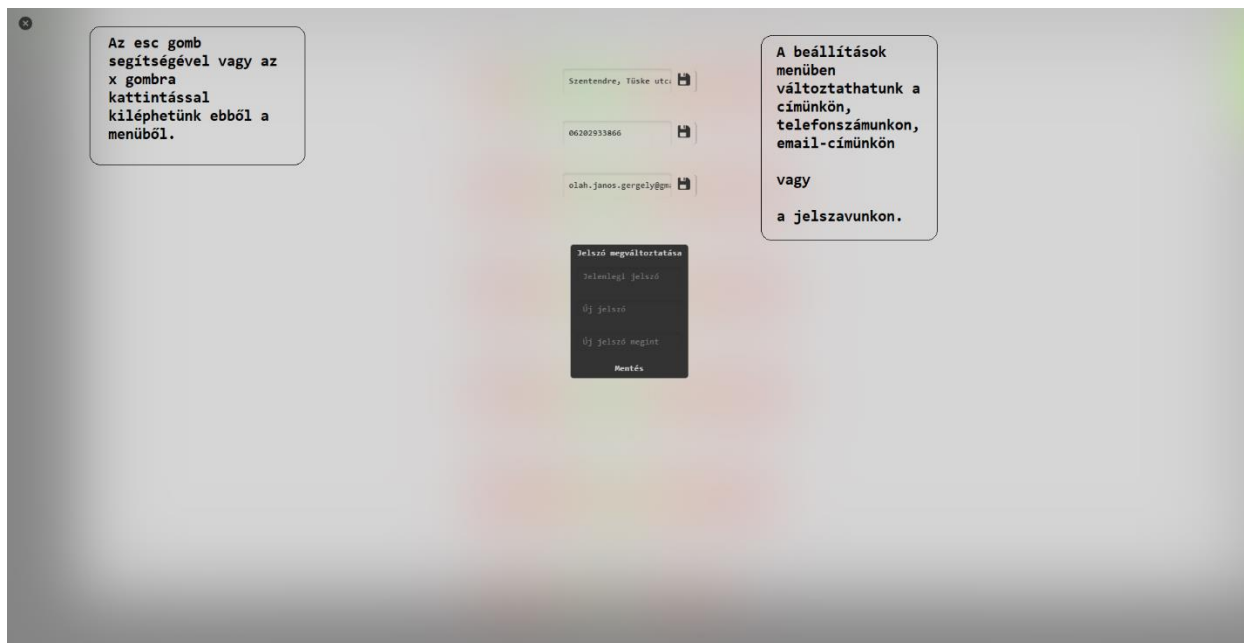 Az esc gomb
segítségével vagy az
x gombra
kattintással
kiléphetünk ebből a
menüből.
Szentendre, Tüske utc
06202933866
olah.janos.gergely@gm
Jelszó megváltoztatása
Jelenlegi jelszó
Új jelszó
Új jelszó megint
Mentés
A beállítások
menüben
változtathatunk a
címünkön,
telefonszámunkon,
email-címünkön
vagy
a jelszavunkon.